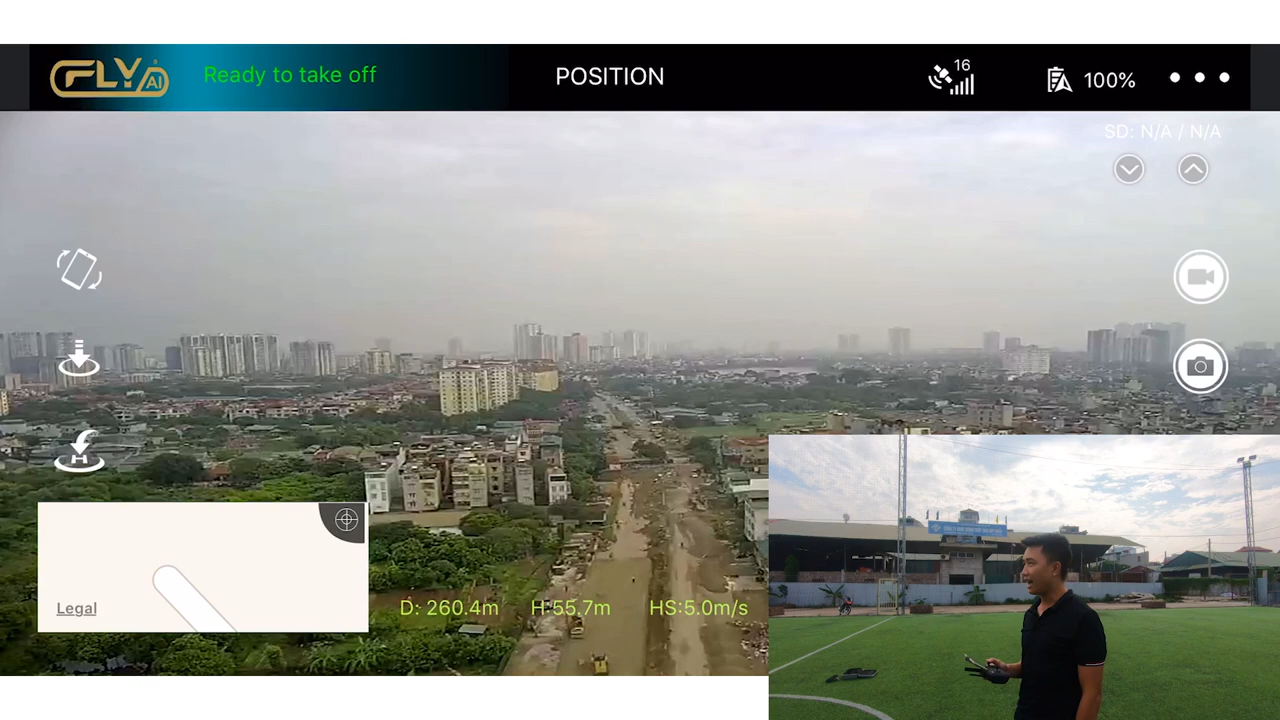 FLY AI
Ready to take off
POSITION
16
100%
SD: N/A / N/A
H
Legal
D: 260.4m
H:55.7m
HS:5.0m/s